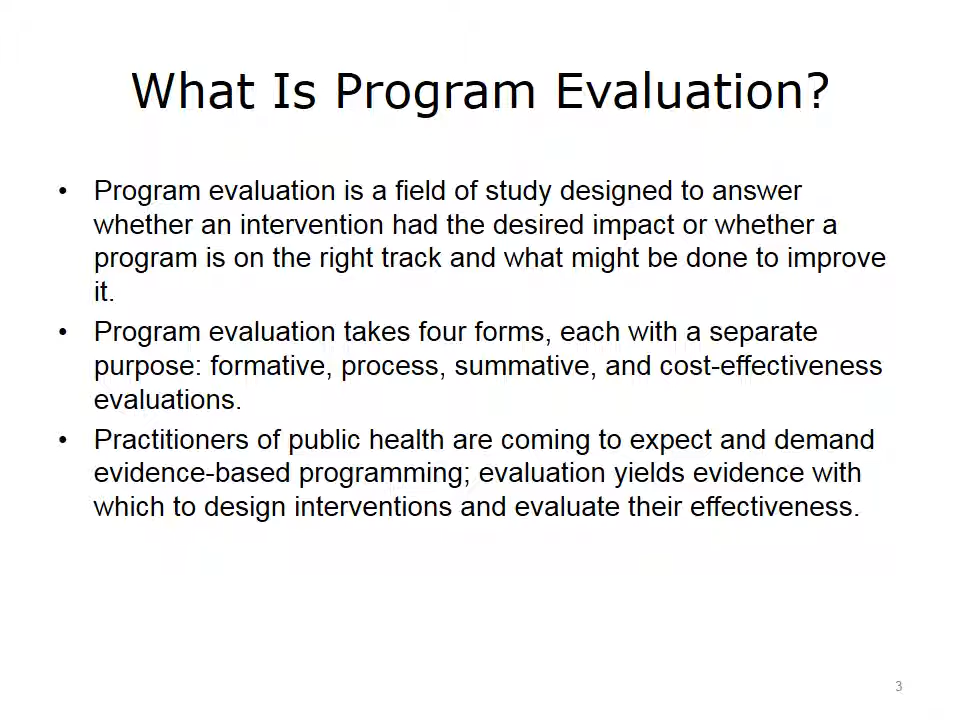 What Is Program Evaluation?
• Program evaluation is a field of study designed to answer
whether an intervention had the desired impact or whether a
program is on the right track and what might be done to improve
it.
• Program evaluation takes four forms, each with a separate
purpose: formative, process, summative, and cost-effectiveness
evaluations.
• Practitioners of public health are coming to expect and demand
evidence-based programming; evaluation yields evidence with
which to design interventions and evaluate their effectiveness.
3